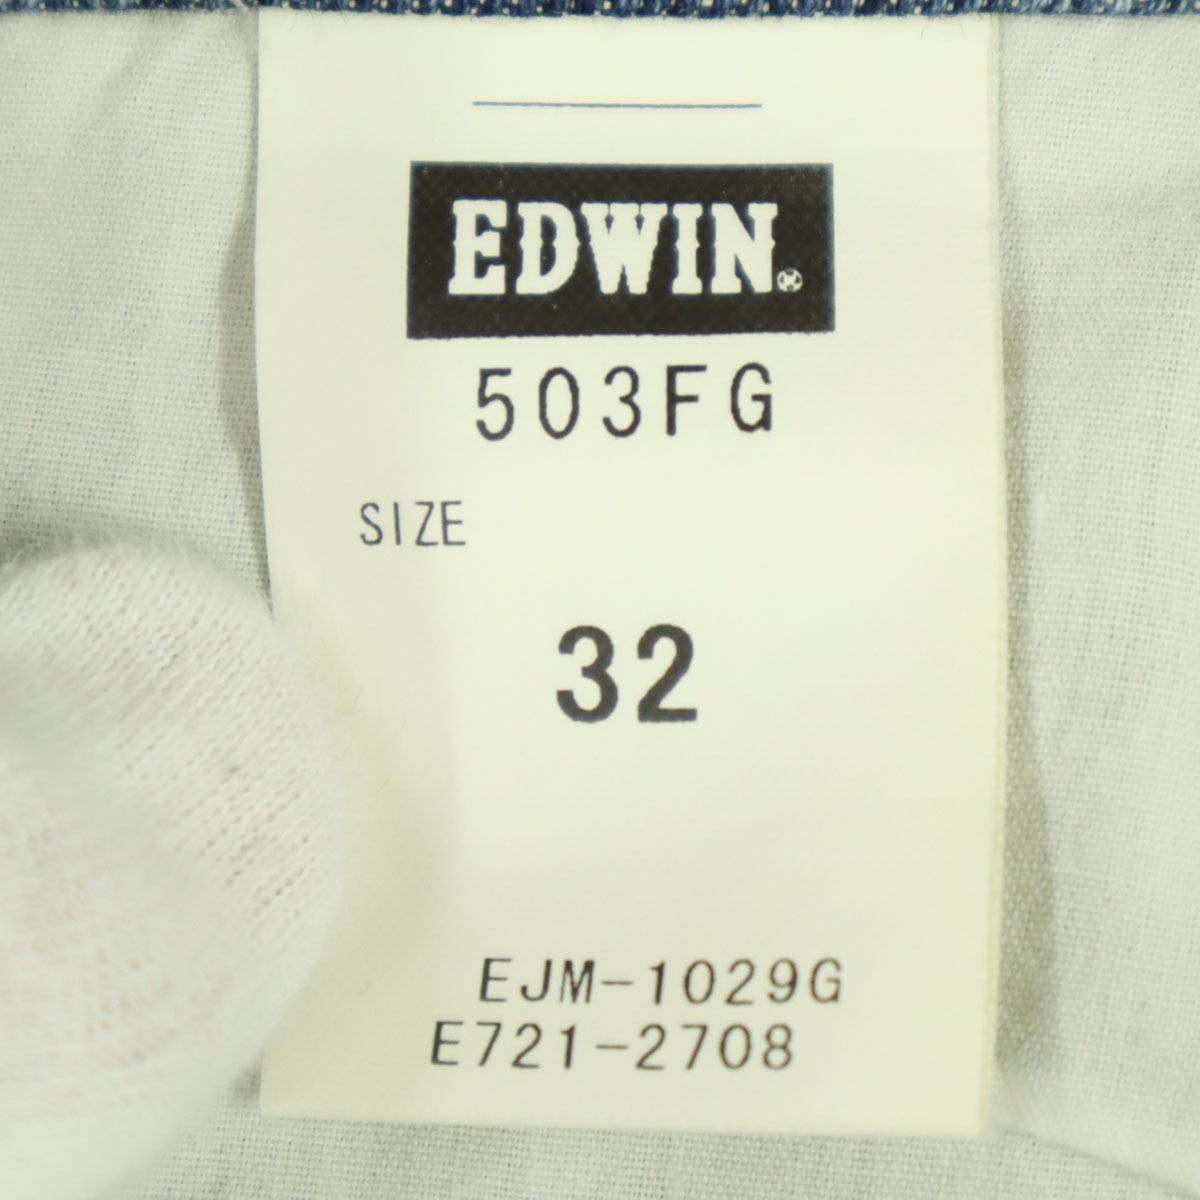 EDWIN.
503FG
SIZE
32
EJM-1029G
E721-2708